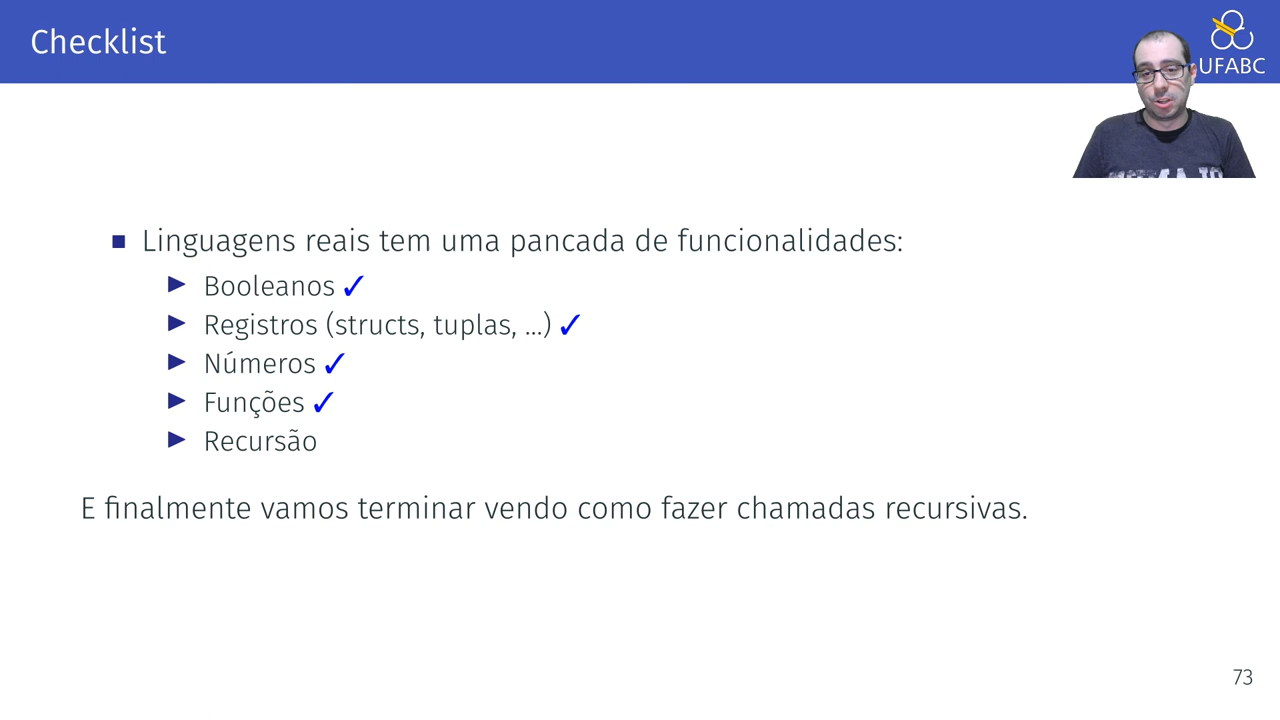 Checklist
UFABC
■ Linguagens reais tem uma pancada de funcionalidades:
▶ Booleanos ✓
▶ Registros (structs, tuplas, ...) ✓
▶ Números ✓
▶ Funções ✓
▶ Recursão
E finalmente vamos terminar vendo como fazer chamadas recursivas.
73